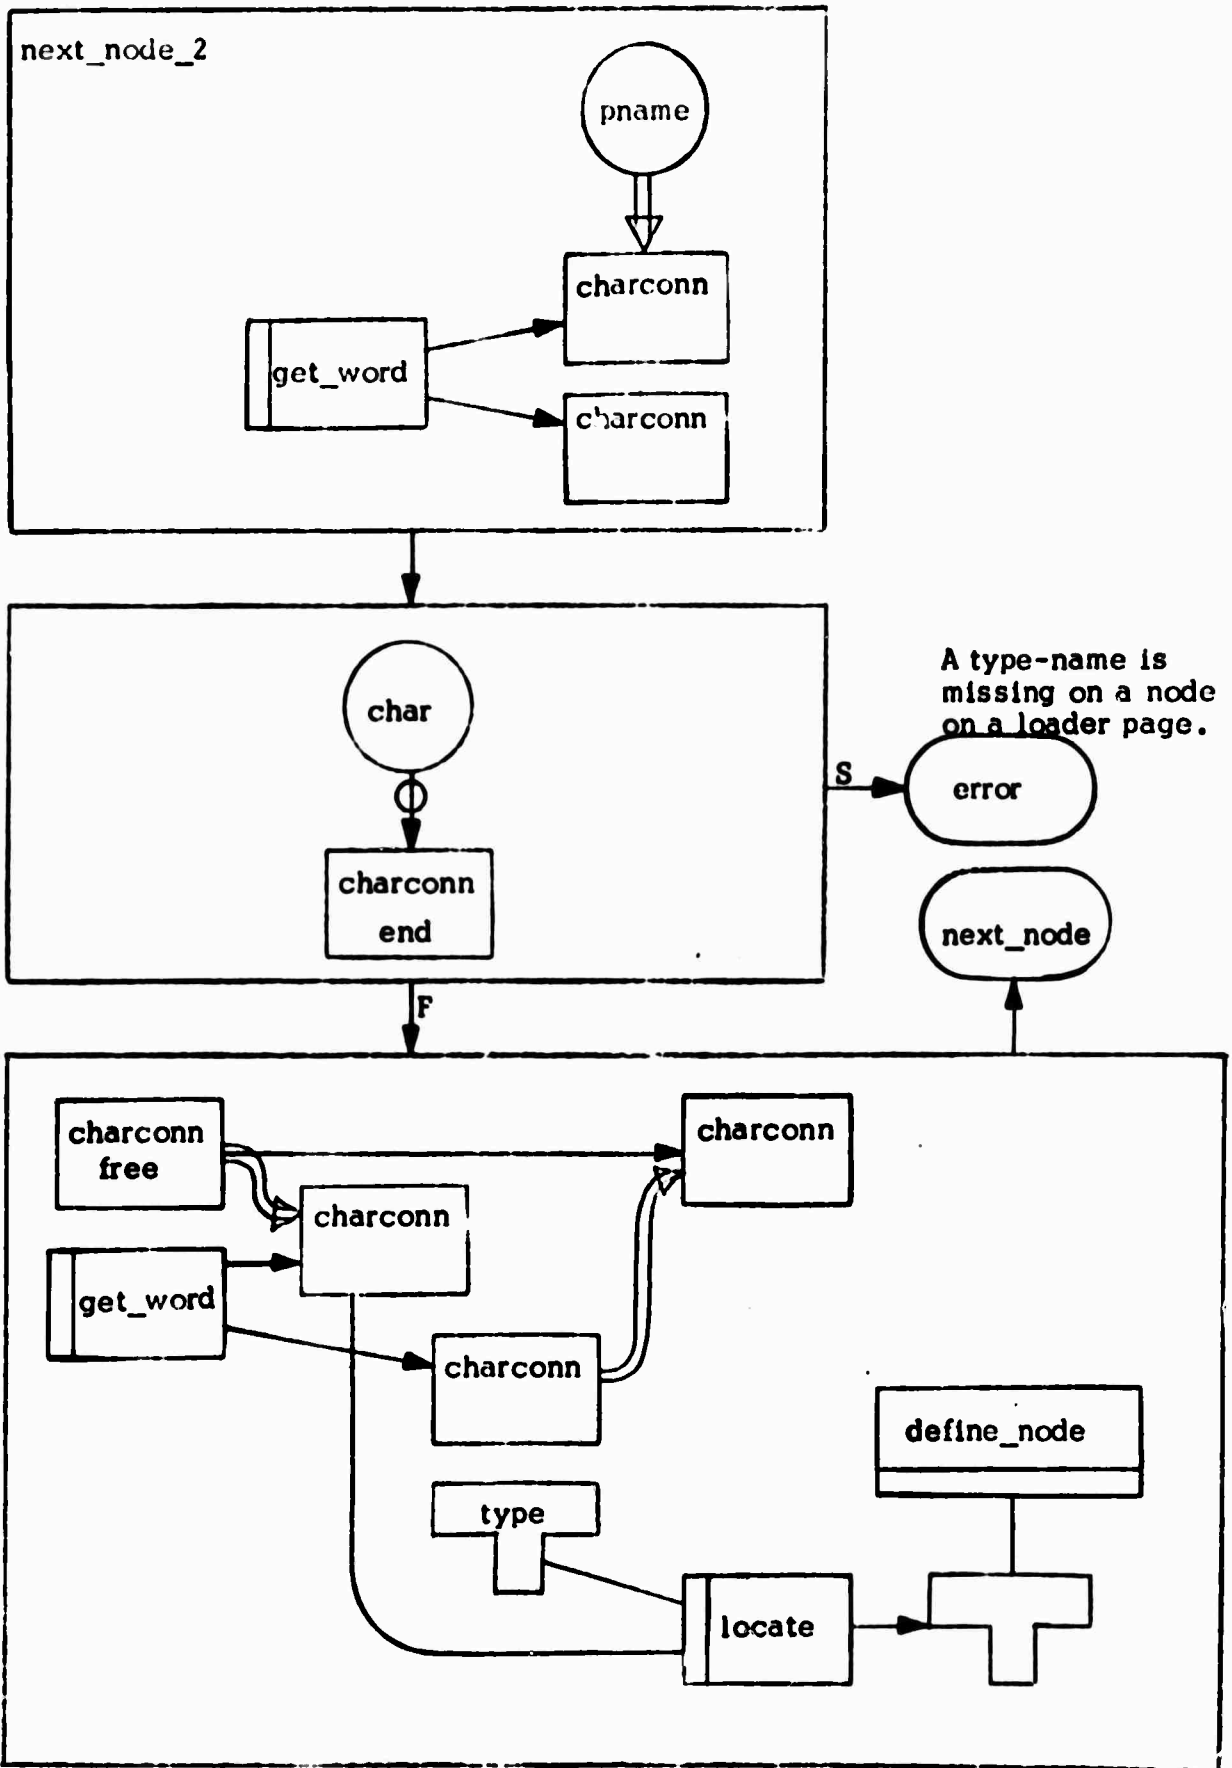 next_node_2
pname
charconn
get_word
charconn
char
charconn
end
A type-name is
missing on a node
on a loader page.
S
error
next_node
F
charconn
free
charconn
charconn
get_word
charconn
define_node
type
locate